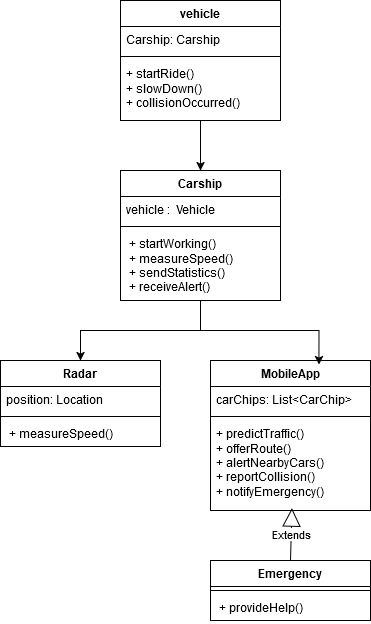 vehicle
Carship: Carship
+ startRide()
+ slowDown()
+ collisionOccurred()
Carship
vehicle : Vehicle
+ startWorking()
+ measureSpeed()
+ sendStatistics()
+ receiveAlert()
Radar
position: Location
+ measureSpeed()
MobileApp
carChips: List<CarChip>
+ predictTraffic()
+ offerRoute()
+ alertNearbyCars()
+ reportCollision()
+ notifyEmergency()
Extends
Emergency
+ provideHelp()